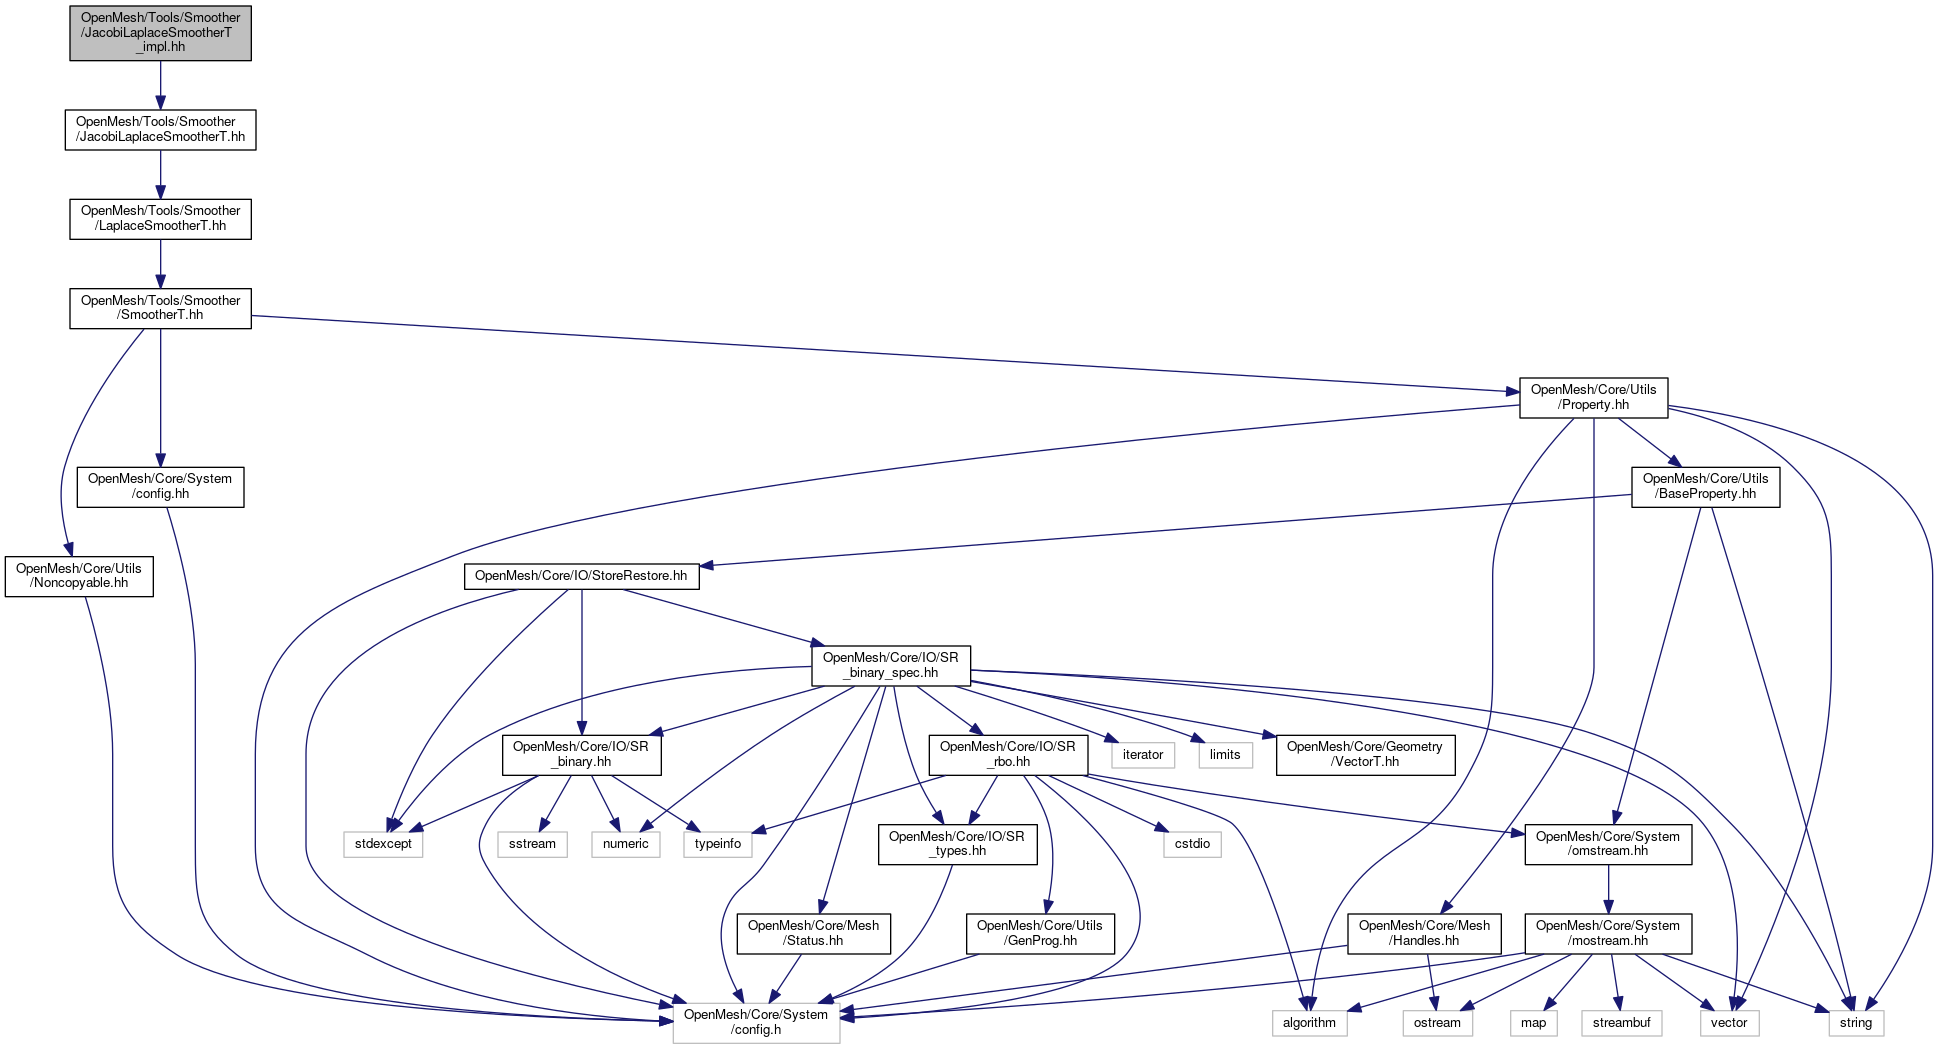 OpenMesh/Tools/Smoother
/JacobiLaplaceSmootherT
_impl.hh
OpenMesh/Tools/Smoother
/JacobiLaplaceSmootherT.hh
OpenMesh/Tools/Smoother
/LaplaceSmootherT.hh
OpenMesh/Tools/Smoother
/SmootherT.hh
OpenMesh/Core/Utils
/Property.hh
OpenMesh/Core/System
/config.hh
OpenMesh/Core/Utils
/BaseProperty.hh
OpenMesh/Core/Utils
/Noncopyable.hh
OpenMesh/Core/IO/StoreRestore.hh
OpenMesh/Core/IO/SR
_binary_spec.hh
OpenMesh/Core/IO/SR
_binary.hh
OpenMesh/Core/IO/SR
_rbo.hh
iterator
limits
OpenMesh/Core/Geometry
/VectorT.hh
stdexcept
sstream
numeric
typeinfo
OpenMesh/Core/IO/SR
_types.hh
cstdio
OpenMesh/Core/System
/omstream.hh
OpenMesh/Core/Mesh
/Status.hh
OpenMesh/Core/Utils
/GenProg.hh
OpenMesh/Core/Mesh
/Handles.hh
OpenMesh/Core/System
/mostream.hh
OpenMesh/Core/System
/config.h
algorithm
ostream
map
streambuf
vector
string